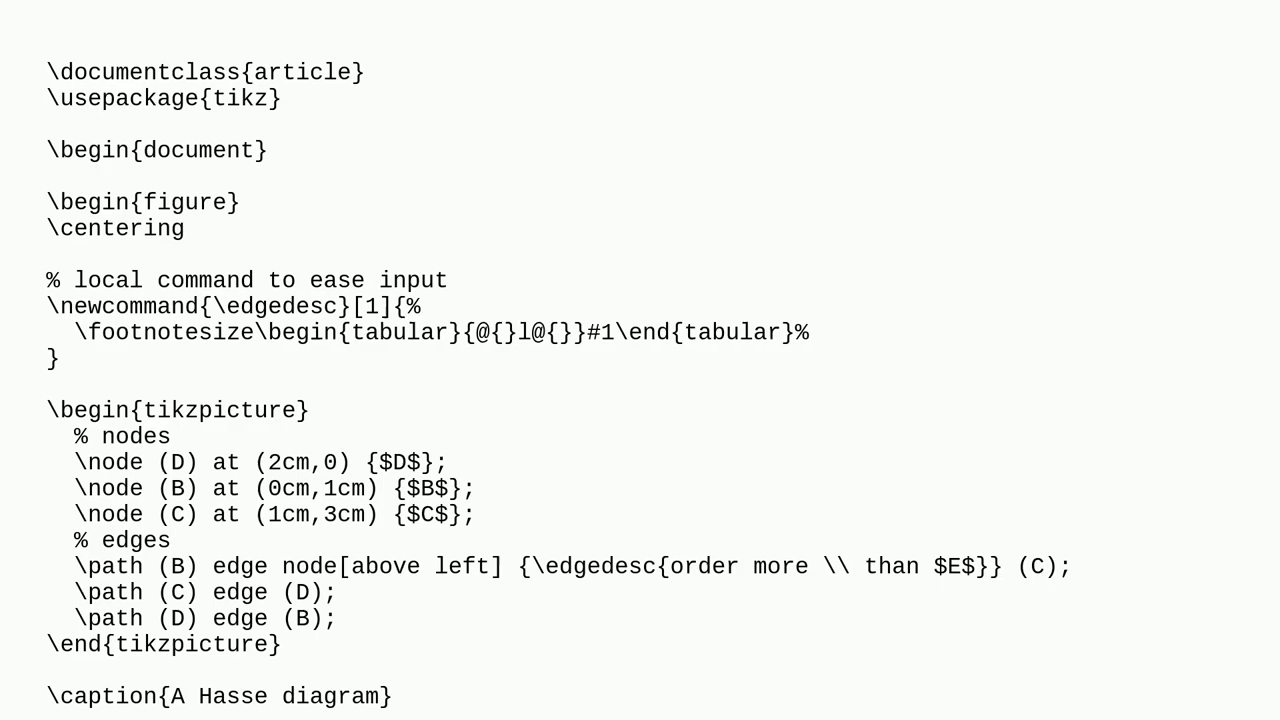 \documentclass{article}
\usepackage{tikz}

\begin{document}

\begin{figure}
\centering

% local command to ease input
\newcommand{\edgedesc}[1]{%
  \footnotesize\begin{tabular}{@{}l@{}}#1\end{tabular}%
}

\begin{tikzpicture}
  % nodes
  \node (D) at (2cm,0) {$D$};
  \node (B) at (0cm,1cm) {$B$};
  \node (C) at (1cm,3cm) {$C$};
  % edges
  \path (B) edge node[above left] {\edgedesc{order more \\ than $E$}} (C);
  \path (C) edge (D);
  \path (D) edge (B);
\end{tikzpicture}

\caption{A Hasse diagram}